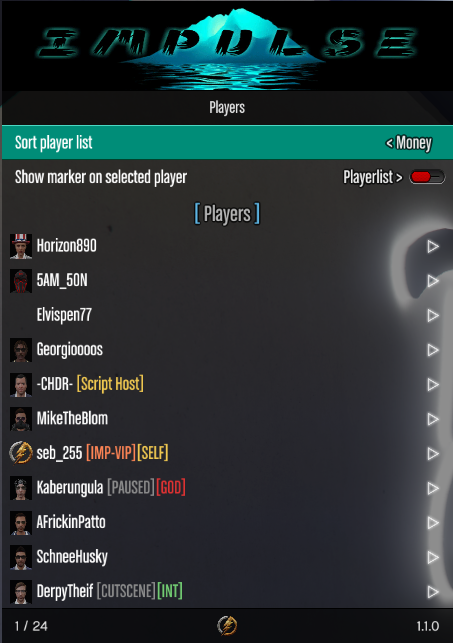 IMPULSE
Players
Sort player list < Money
Show marker on selected player Playerlist >
[ Players ]
Horizon890
5AM_50N
Elvispen77
Georgioooos
-CHDR- [Script Host]
MikeTheBlom
seb_255 [IMP-VIP][SELF]
Kaberungula [PAUSED][GOD]
AFrickinPatto
SchneeHusky
DerpyTheif [CUTSCENE][INT]
1 / 24 1.1.0